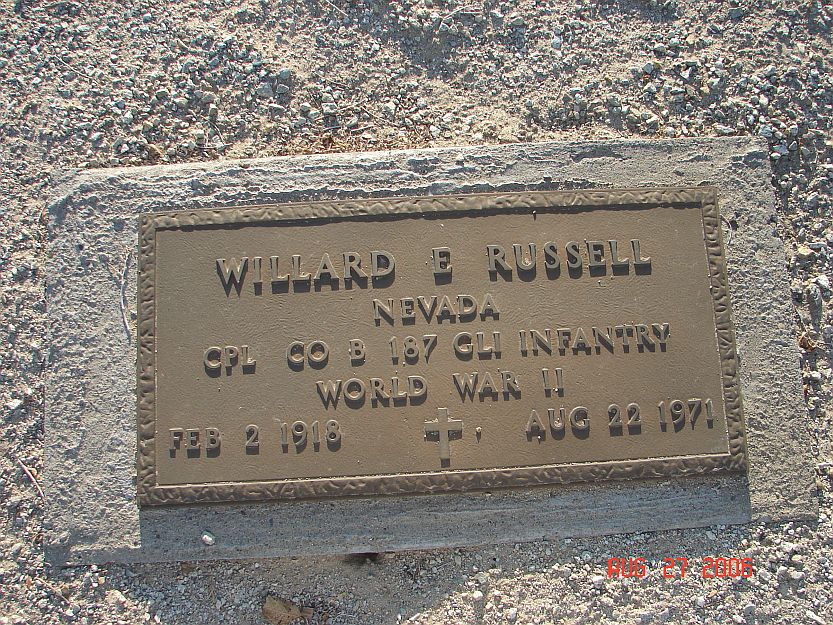 WILLARD E RUSSELL
NEVADA
CPL CO B 187 GLI INFANTRY
WORLD WAR II
FEB 2 1918 AUG 22 1971
AUG 27 2006